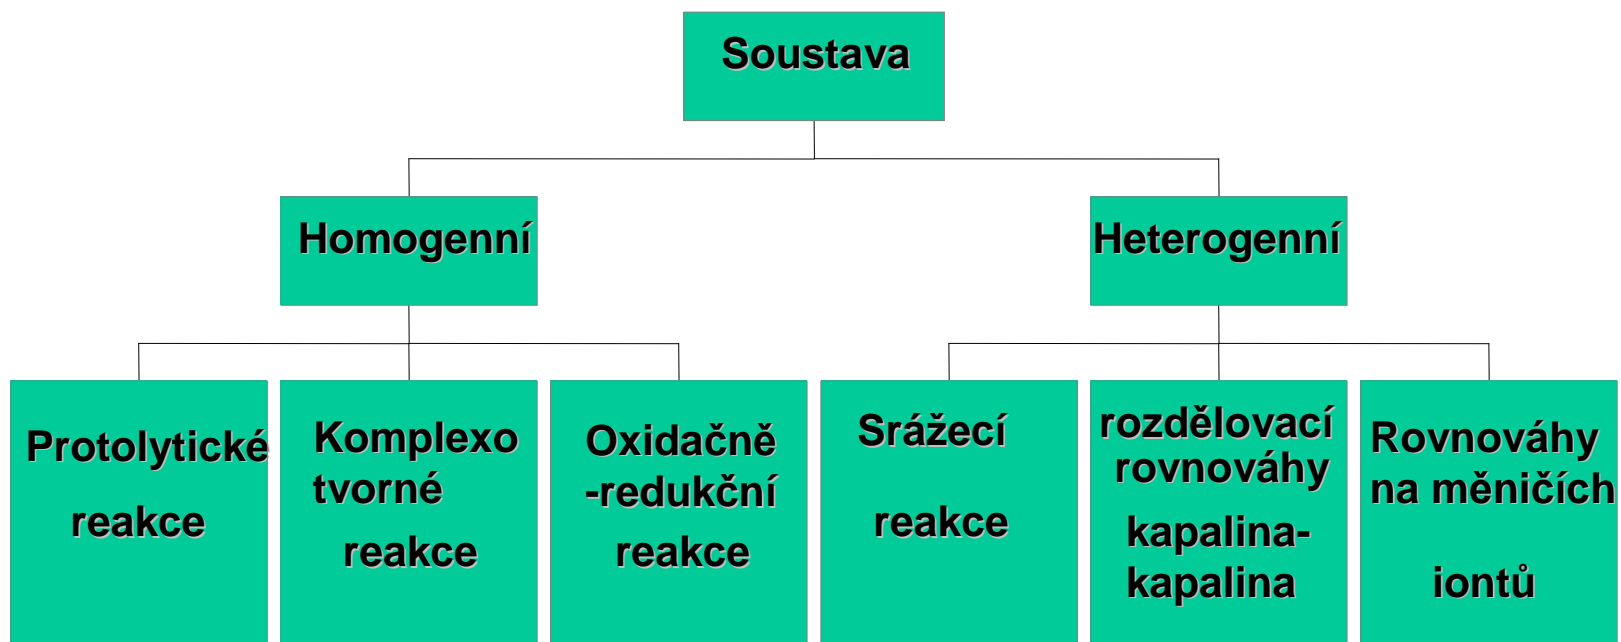 Soustava
Homogenní
Heterogenní
Protolytické
reakce
Komplexo
tvorné
reakce
Oxidačně
-redukční
reakce
Srážecí
reakce
rozdělovací
rovnováhy
kapalina-
kapalina
Rovnováhy
na měničích
iontů